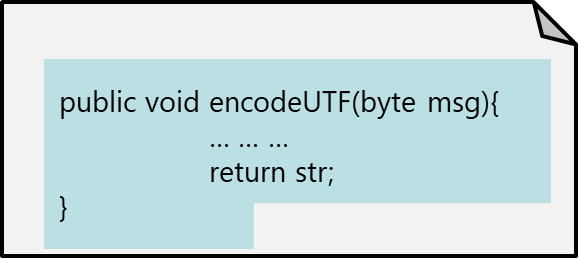 public void encodeUTF(byte msg){
... ... ...
return str;
}